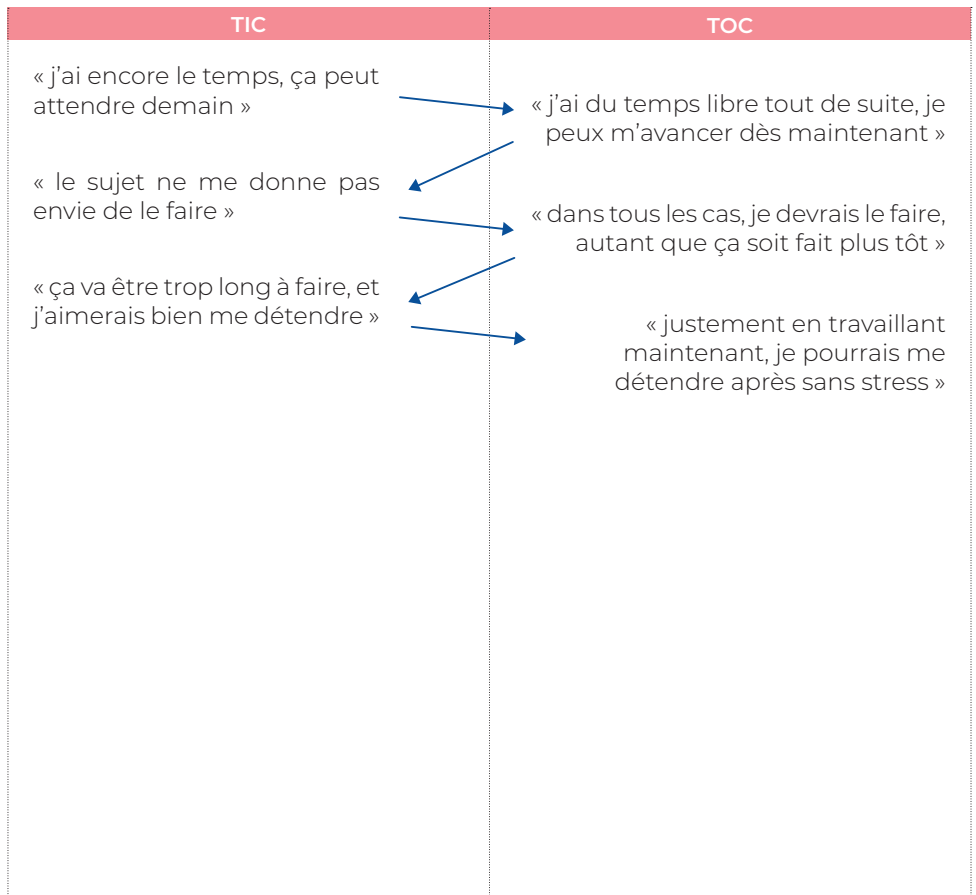 TIC
TOC
« j’ai encore le temps, ça peut
attendre demain »
« j’ai du temps libre tout de suite, je
peux m’avancer dès maintenant »
« le sujet ne me donne pas
envie de le faire »
« dans tous les cas, je devrais le faire,
autant que ça soit fait plus tôt »
« ça va être trop long à faire, et
j’aimerais bien me détendre »
« justement en travaillant
maintenant, je pourrais me
détendre après sans stress »